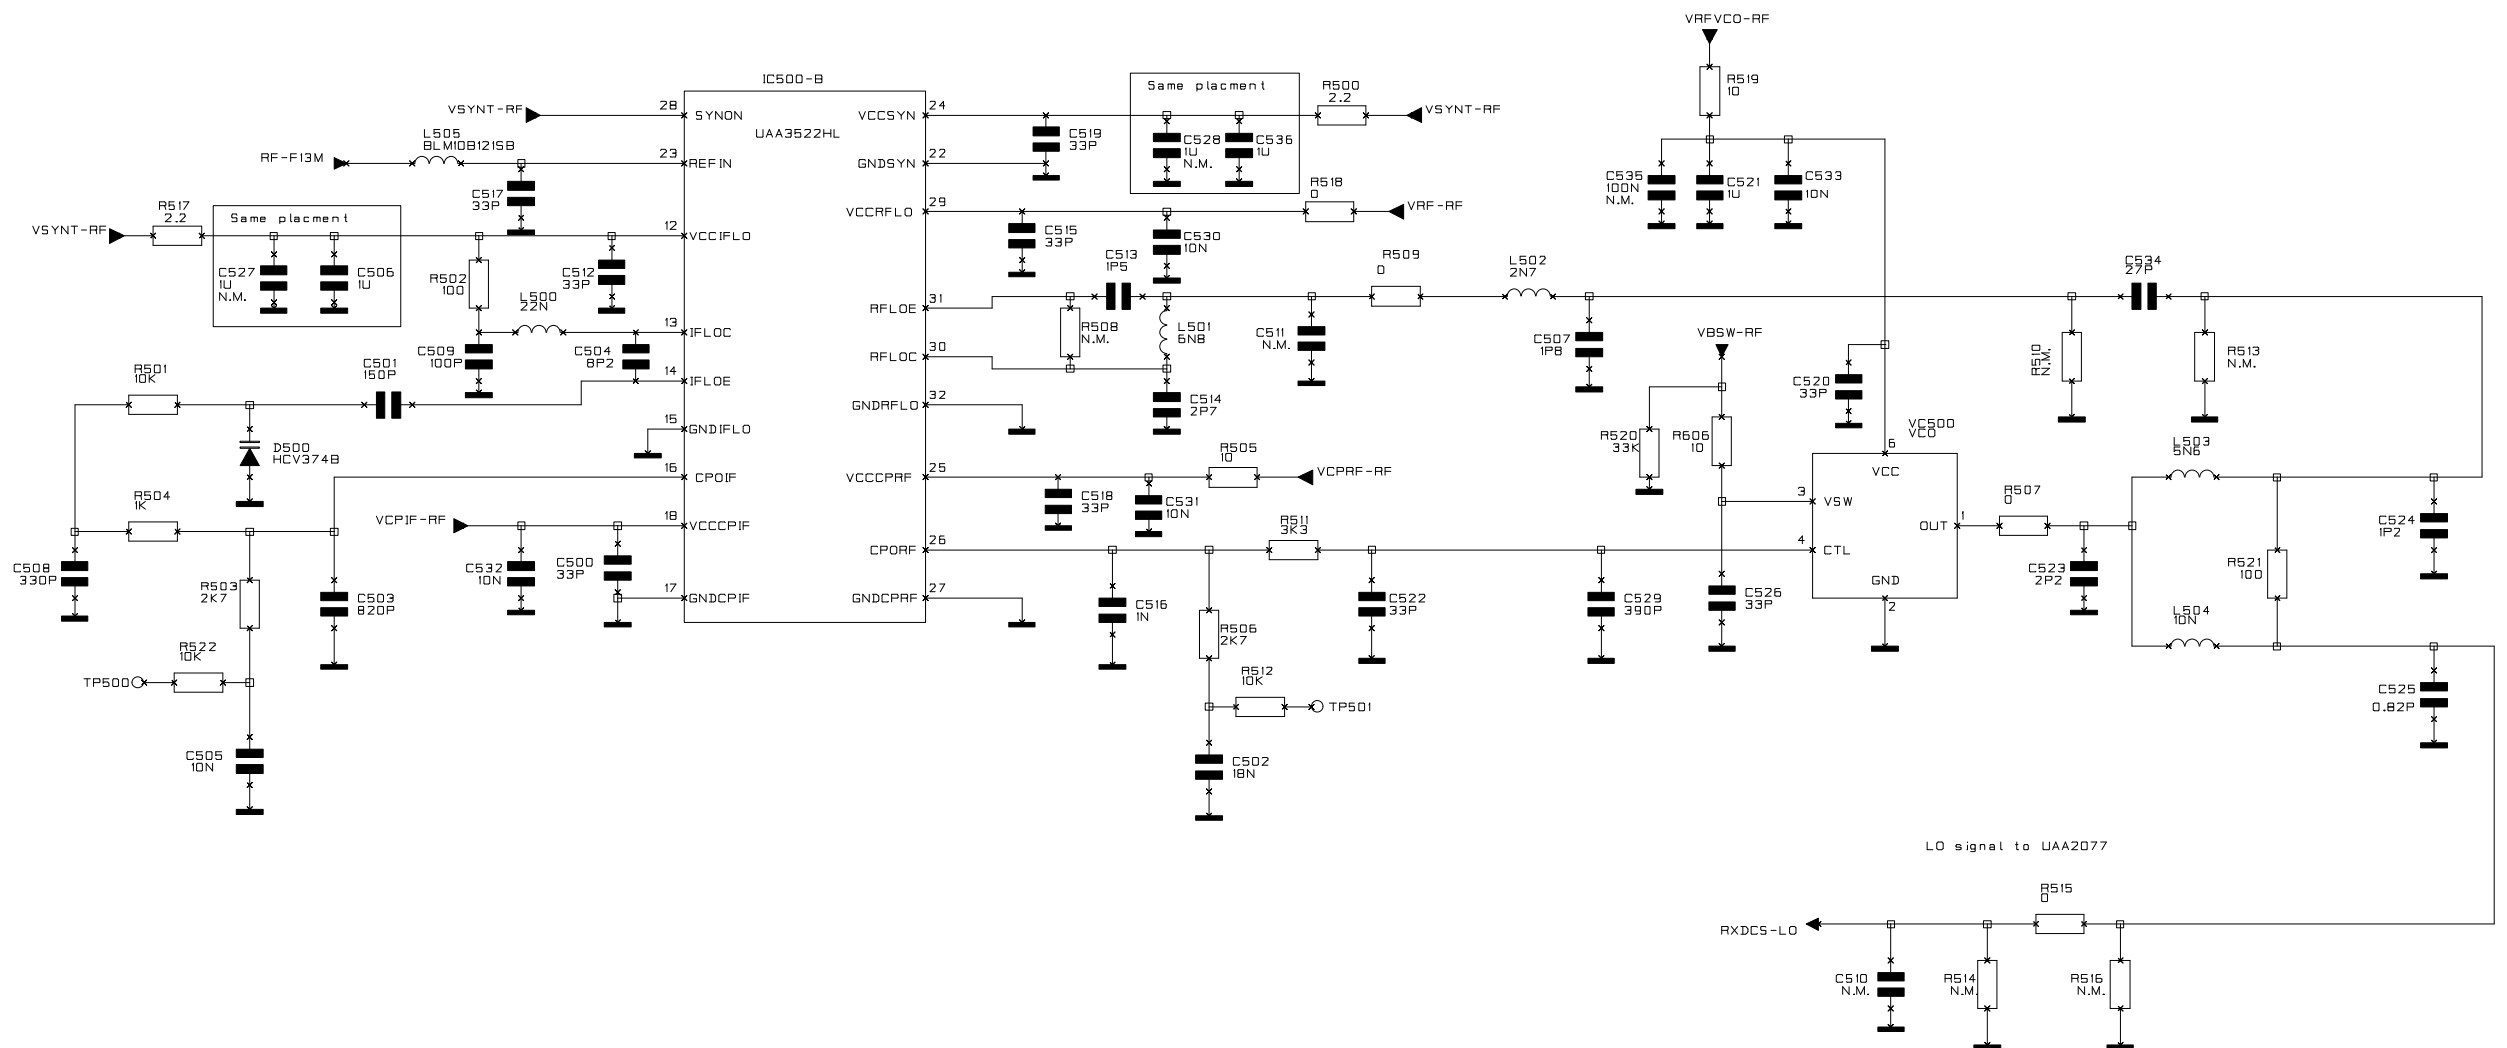 VRFVCO-RF
R519
10
IC500-B
UAA3522HL
VSYNT-RF
28
SYNON
L505
BLM10B121SB
RF-F13M
23
REFIN
C517
33P
R517
2.2
VSYNT-RF
Same placment
C527
1U
N.M.
C506
1U
12
VCCIFLO
R502
100
C512
33P
L500
22N
13
IFLOC
C509
100P
C504
8P2
14
IFLOE
R501
10K
C501
150P
15
GNDIFLO
D500
HCV374B
16
CPOIF
R504
1K
VCPIF-RF
18
VCCCPIF
C508
330P
R503
2K7
C503
820P
C532
10N
C500
33P
17
GNDCPIF
R522
10K
TP500
C505
10N
24
VCCSYN
22
GNDSYN
C519
33P
Same placment
C528
1U
N.M.
C536
1U
R500
2.2
VSYNT-RF
29
VCCRFLO
R518
0
VRF-RF
C515
33P
C530
10N
C513
1P5
31
RFLOE
R508
N.M.
L501
6N8
C511
N.M.
R509
0
L502
2N7
C507
1P8
30
RFLOC
32
GNDRFLO
C514
2P7
25
VCCCPRF
R505
10
VCPRF-RF
C518
33P
C531
10N
26
CPORF
R511
3K3
27
GNDCPRF
C516
1N
R506
2K7
R512
10K
TP501
C502
18N
C522
33P
C529
390P
C535
100N
N.M.
C521
1U
C533
10N
VBSW-RF
R520
33K
R606
10
C520
33P
VC500
VCO
6
VCC
3
VSW
4
CTL
OUT
1
GND
2
C526
33P
R507
0
C523
2P2
C534
27P
R510
N.M.
R513
N.M.
L503
5N6
C524
1P2
R521
100
L504
10N
C525
0.82P
LO signal to UAA2077
R515
0
RXDCS-LO
C510
N.M.
R514
N.M.
R516
N.M.